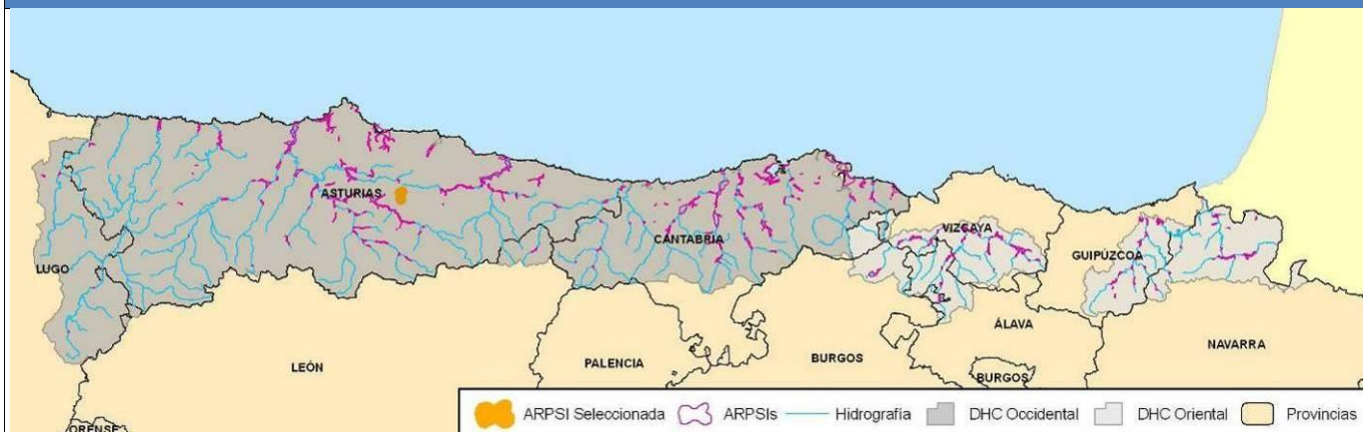 ASTURIAS
CANTABRIA
VIZCAYA
GUIPÚZCOA
LUGO
ÁLAVA
NAVARRA
LEÓN
PALENCIA
BURGOS
BURGOS
ORENSE
ARPSI Seleccionada ARPSIs Hidrografía DHC Occidental DHC Oriental Provincias